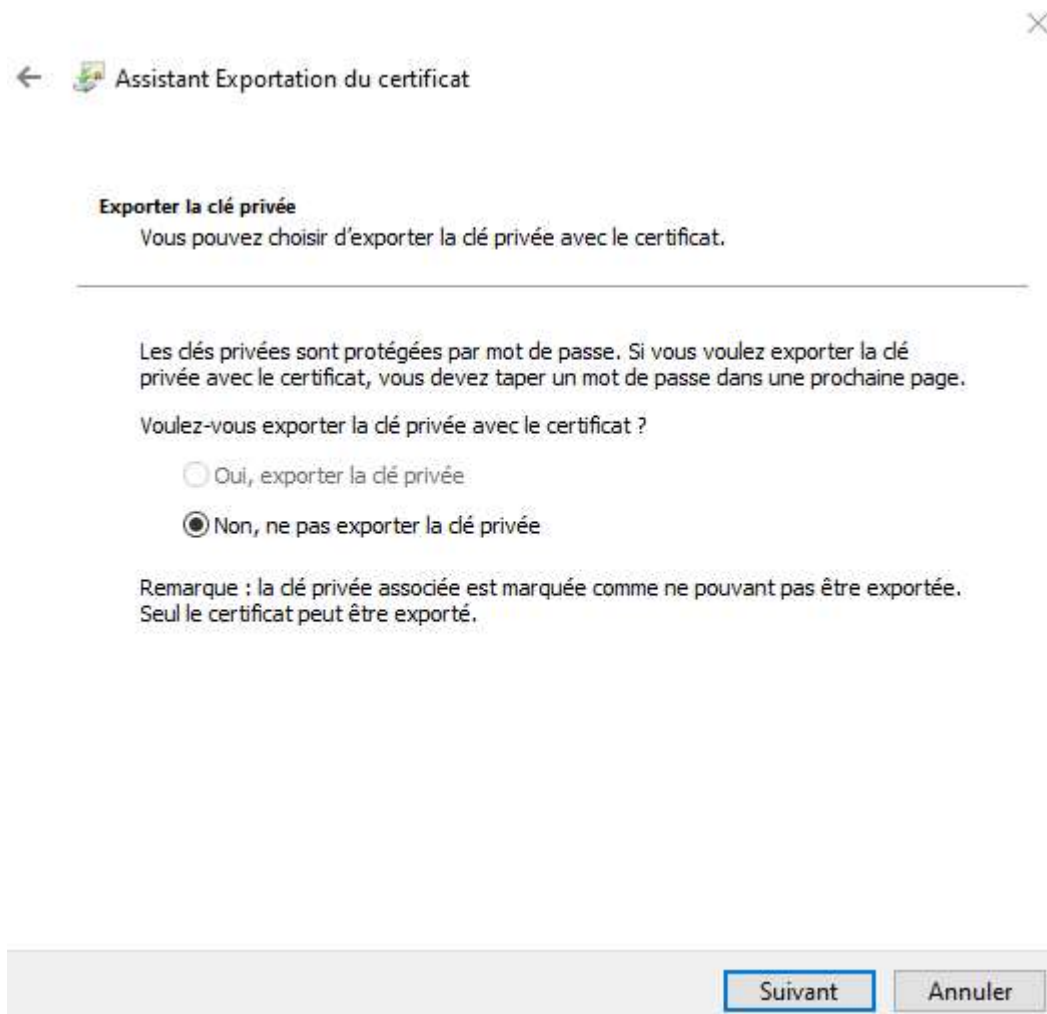 Assistant Exportation du certificat
Exporter la clé privée
Vous pouvez choisir d'exporter la clé privée avec le certificat.
Les clés privées sont protégées par mot de passe. Si vous voulez exporter la clé
privée avec le certificat, vous devez taper un mot de passe dans une prochaine page.
Voulez-vous exporter la clé privée avec le certificat ?
Oui, exporter la clé privée
Non, ne pas exporter la clé privée
Remarque : la clé privée associée est marquée comme ne pouvant pas être exportée.
Seul le certificat peut être exporté.
Suivant
Annuler